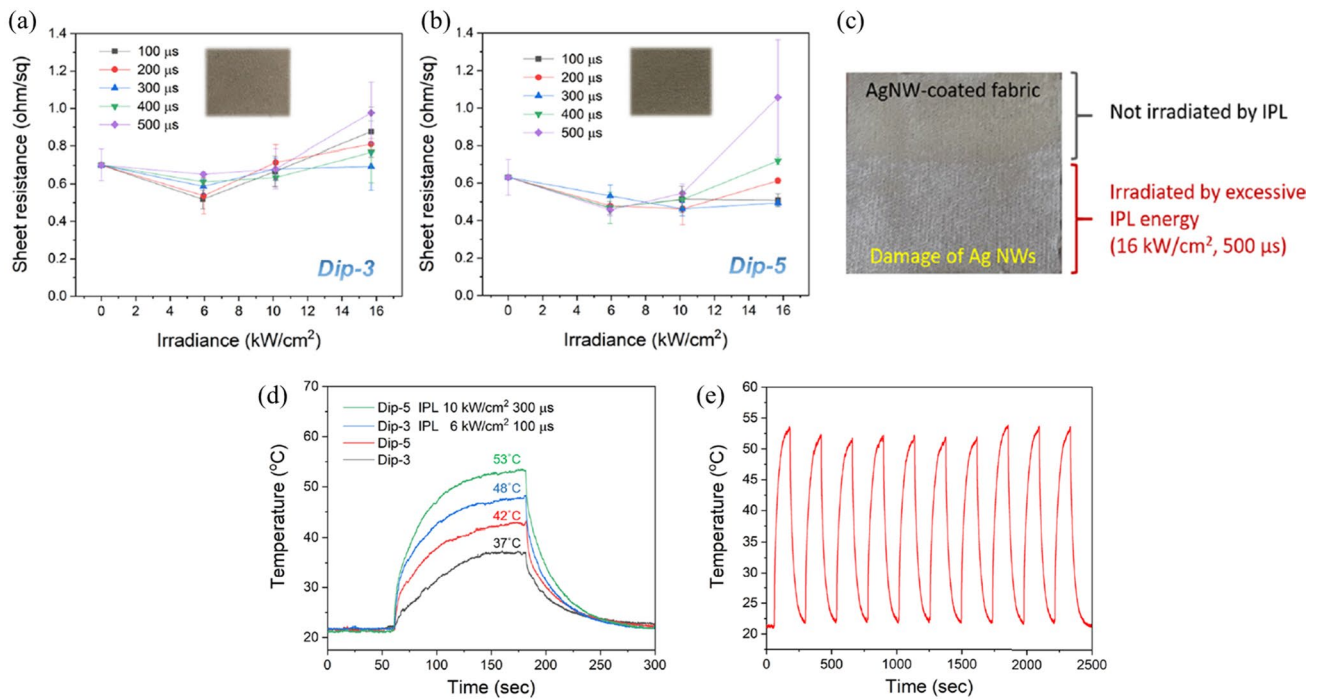 (a)
1.4
1.2
1.0
0.8
0.6
0.4
0.2
0.0
Sheet resistance (ohm/sq)
100 μs
200 μs
300 μs
400 μs
500 μs
Dip-3
0 2 4 6 8 10 12 14 16
Irradiance (kW/cm²)
(b)
1.4
1.2
1.0
0.8
0.6
0.4
0.2
0.0
Sheet resistance (ohm/sq)
100 μs
200 μs
300 μs
400 μs
500 μs
Dip-5
0 2 4 6 8 10 12 14 16
Irradiance (kW/cm²)
(c)
AgNW-coated fabric
Damage of Ag NWs
Not irradiated by IPL
Irradiated by excessive
IPL energy
(16 kW/cm², 500 μs)
(d)
70
60
50
40
30
20
Temperature (°C)
Dip-5 IPL 10 kW/cm² 300 μs
Dip-3 IPL 6 kW/cm² 100 μs
Dip-5
Dip-3
53°C
48°C
42°C
37°C
0 50 100 150 200 250 300
Time (sec)
(e)
60
55
50
45
40
35
30
25
20
Temperature (°C)
0 500 1000 1500 2000 2500
Time (sec)